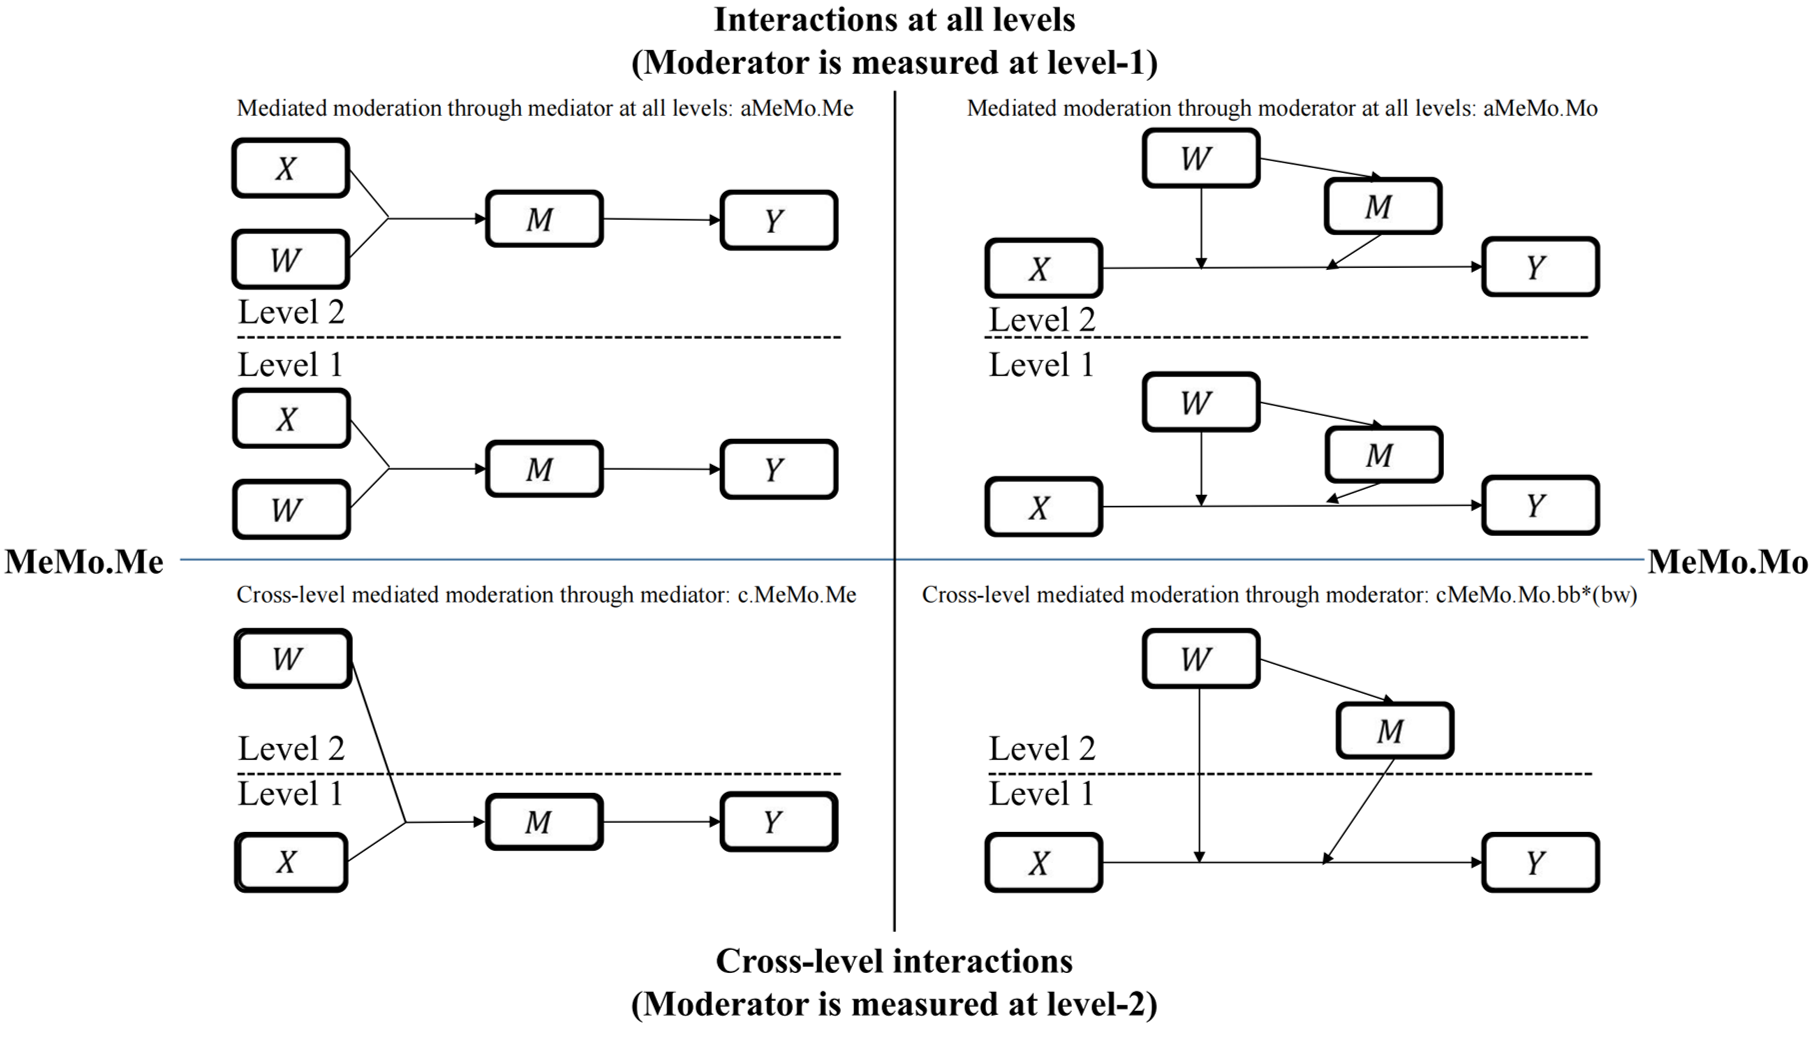 Interactions at all levels
(Moderator is measured at level-1)
Mediated moderation through mediator at all levels: aMeMo.Me
X
M
Y
W
Level 2
Level 1
X
M
Y
W
Mediated moderation through moderator at all levels: aMeMo.Mo
W
M
X
Y
Level 2
Level 1
W
M
X
Y
MeMo.Me
MeMo.Mo
Cross-level mediated moderation through mediator: c.MeMo.Me
W
Level 2
Level 1
M
Y
X
Cross-level mediated moderation through moderator: cMeMo.Mo.bb*(bw)
W
M
Level 2
Level 1
X
Y
Cross-level interactions
(Moderator is measured at level-2)